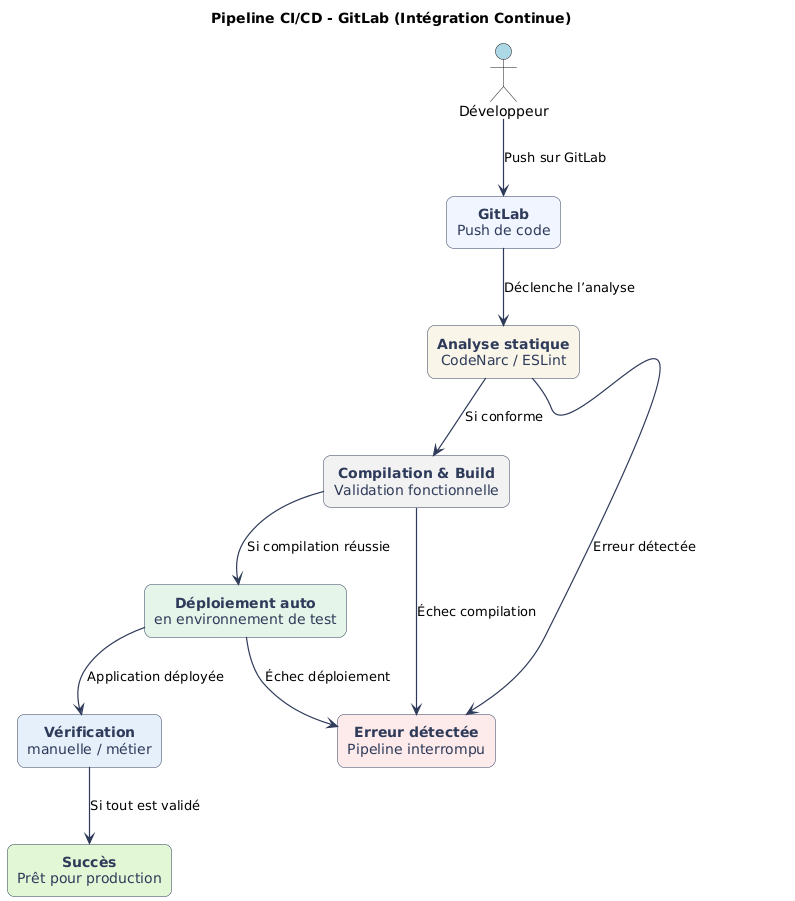 Pipeline CI/CD - GitLab (Intégration Continue)
Développeur
Push sur GitLab
GitLab
Push de code
Déclenche l’analyse
Analyse statique
CodeNarc / ESLint
Si conforme
Compilation & Build
Validation fonctionnelle
Si compilation réussie
Erreur détectée
Déploiement auto
en environnement de test
Échec compilation
Application déployée
Échec déploiement
Vérification
manuelle / métier
Erreur détectée
Pipeline interrompu
Si tout est validé
Succès
Prêt pour production